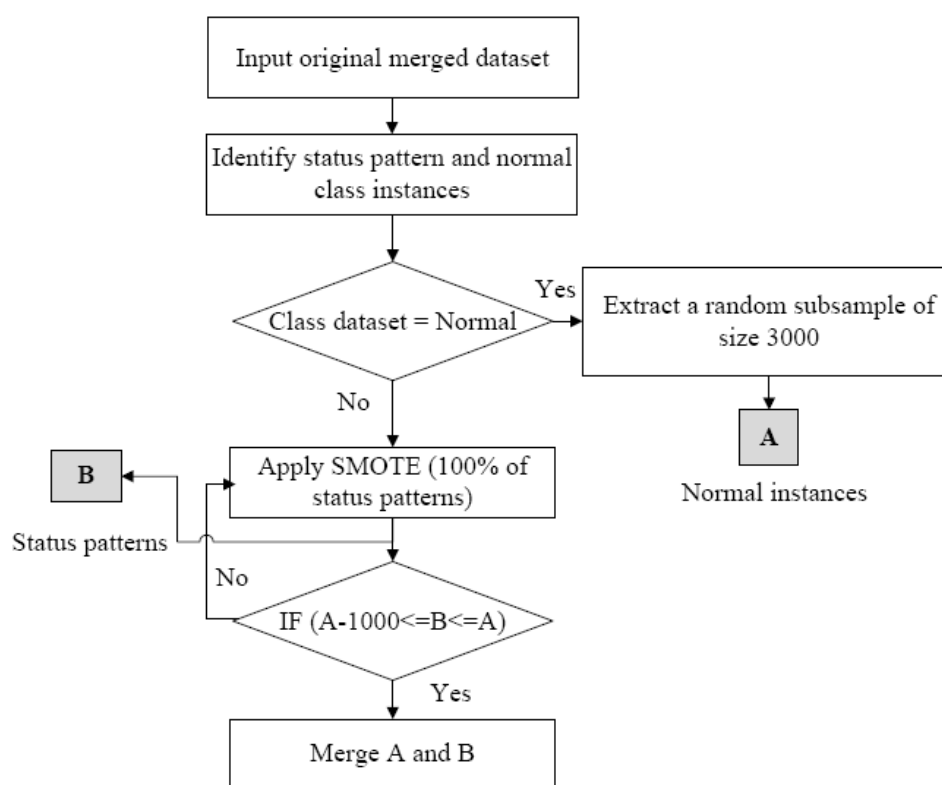 Input original merged dataset
Identify status pattern and normal
class instances
Class dataset = Normal
Yes
Extract a random subsample of
size 3000
No
A
Normal instances
Apply SMOTE (100% of
status patterns)
B
Status patterns
No
IF (A-1000<=B<=A)
Yes
Merge A and B